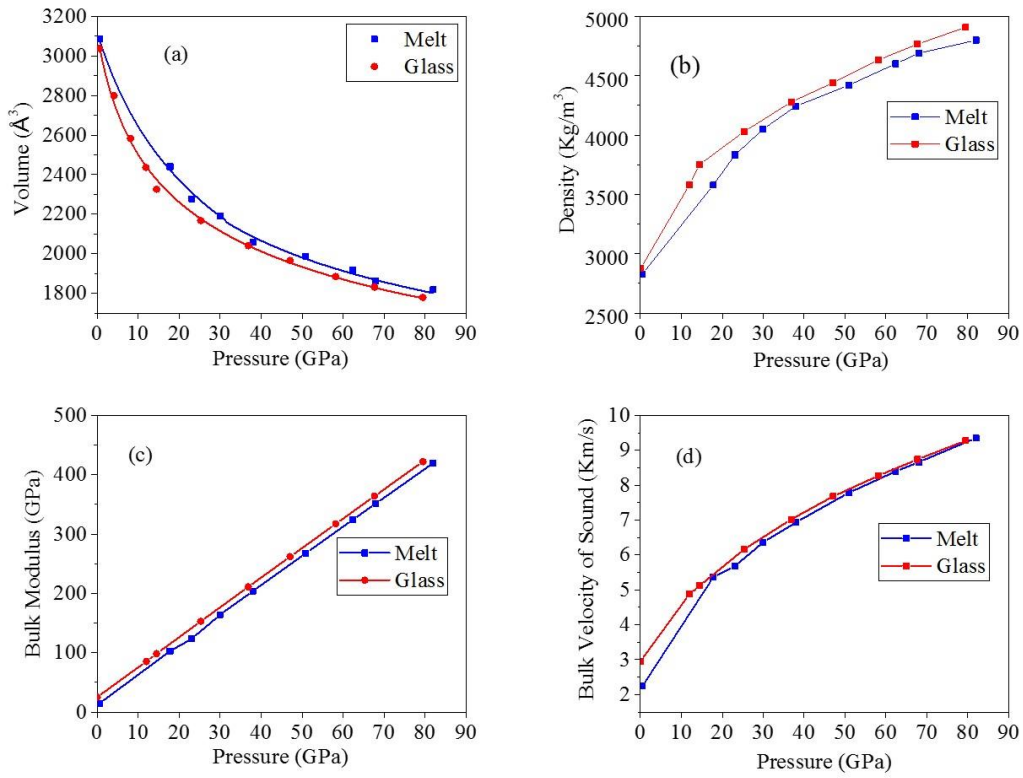 3200
3000
2800
2600
2400
2200
2000
1800
0 10 20 30 40 50 60 70 80 90
Volume (Å³)
Pressure (GPa)
(a)
Melt
Glass
5000
4500
4000
3500
3000
2500
0 10 20 30 40 50 60 70 80 90
Density (Kg/m³)
Pressure (GPa)
(b)
Melt
Glass
500
400
300
200
100
0
0 10 20 30 40 50 60 70 80 90
Bulk Modulus (GPa)
Pressure (GPa)
(c)
Melt
Glass
10
9
8
7
6
5
4
3
2
0 10 20 30 40 50 60 70 80 90
Bulk Velocity of Sound (Km/s)
Pressure (GPa)
(d)
Melt
Glass